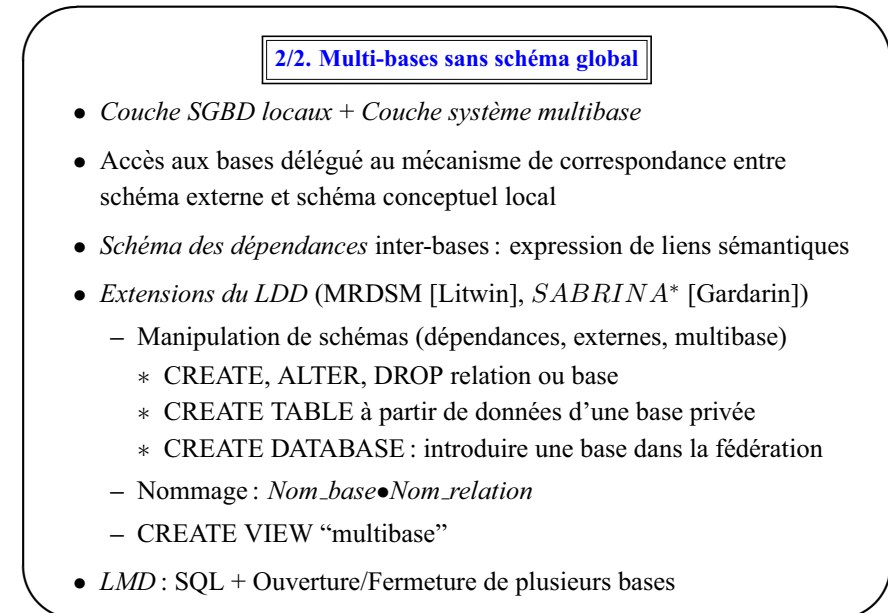 2/2. Multi-bases sans schéma global
• Couche SGBD locaux + Couche système multibase
• Accès aux bases délégué au mécanisme de correspondance entre
schéma externe et schéma conceptuel local
• Schéma des dépendances inter-bases : expression de liens sémantiques
• Extensions du LDD (MRDSM [Litwin], SABRINA* [Gardarin])
– Manipulation de schémas (dépendances, externes, multibase)
* CREATE, ALTER, DROP relation ou base
* CREATE TABLE à partir de données d'une base privée
* CREATE DATABASE : introduire une base dans la fédération
– Nommage : Nom_base•Nom_relation
– CREATE VIEW “multibase”
• LMD : SQL + Ouverture/Fermeture de plusieurs bases